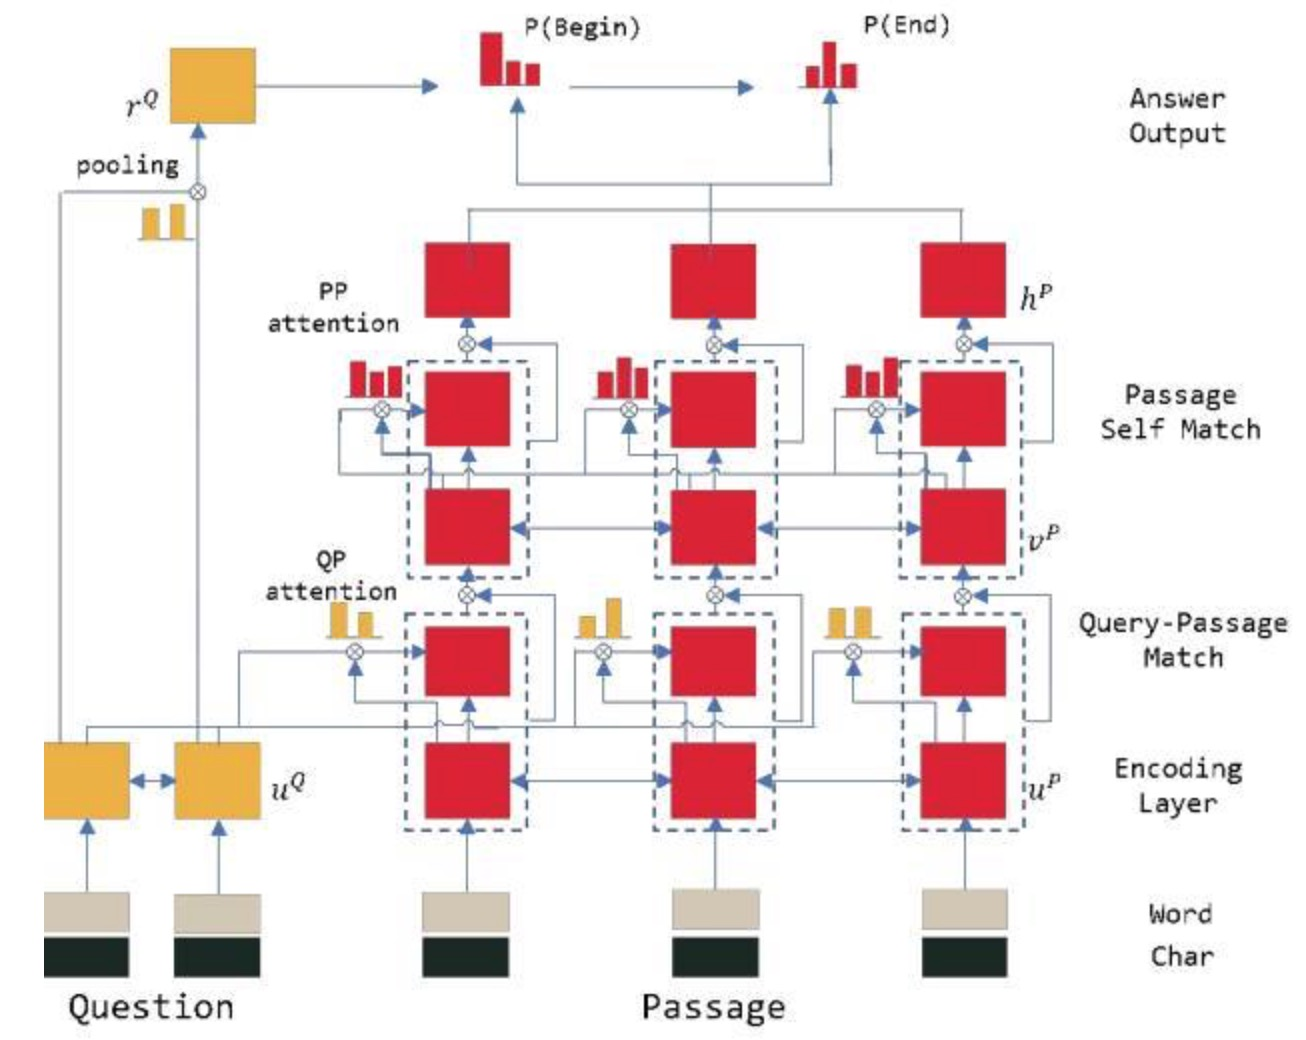 P(Begin)
P(End)
r^Q
Answer
Output
pooling
PP
attention
h^P
Passage
Self Match
QP
attention
v^P
Query-Passage
Match
u^Q
u^P
Encoding
Layer
Word
Char
Question
Passage